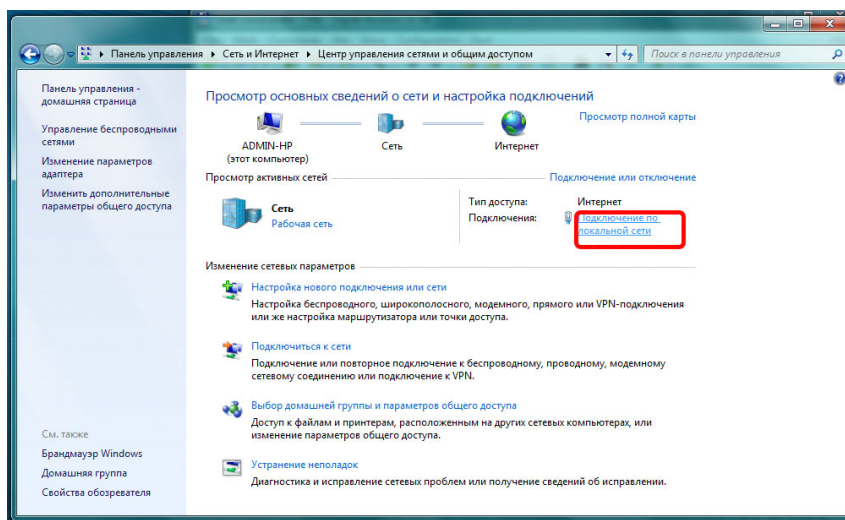 Панель управления ▸ Сеть и Интернет ▸ Центр управления сетями и общим доступом
Поиск в панели управления
Панель управления -
домашняя страница
Управление беспроводными
сетями
Изменение параметров
адаптера
Изменить дополнительные
параметры общего доступа
См. также
Брандмауэр Windows
Домашняя группа
Свойства обозревателя
Просмотр основных сведений о сети и настройка подключений
Просмотр полной карты
ADMIN-HP
(этот компьютер)
Сеть
Интернет
Просмотр активных сетей
Подключение или отключение
Сеть
Рабочая сеть
Тип доступа: Интернет
Подключения: Подключение по
локальной сети
Изменение сетевых параметров
Настройка нового подключения или сети
Настройка беспроводного, широкополосного, модемного, прямого или VPN-подключения
или же настройка маршрутизатора или точки доступа.
Подключиться к сети
Подключение или повторное подключение к беспроводному, проводному, модемному
сетевому соединению или подключение к VPN.
Выбор домашней группы и параметров общего доступа
Доступ к файлам и принтерам, расположенным на других сетевых компьютерах, или
изменение параметров общего доступа.
Устранение неполадок
Диагностика и исправление сетевых проблем или получение сведений об исправлении.